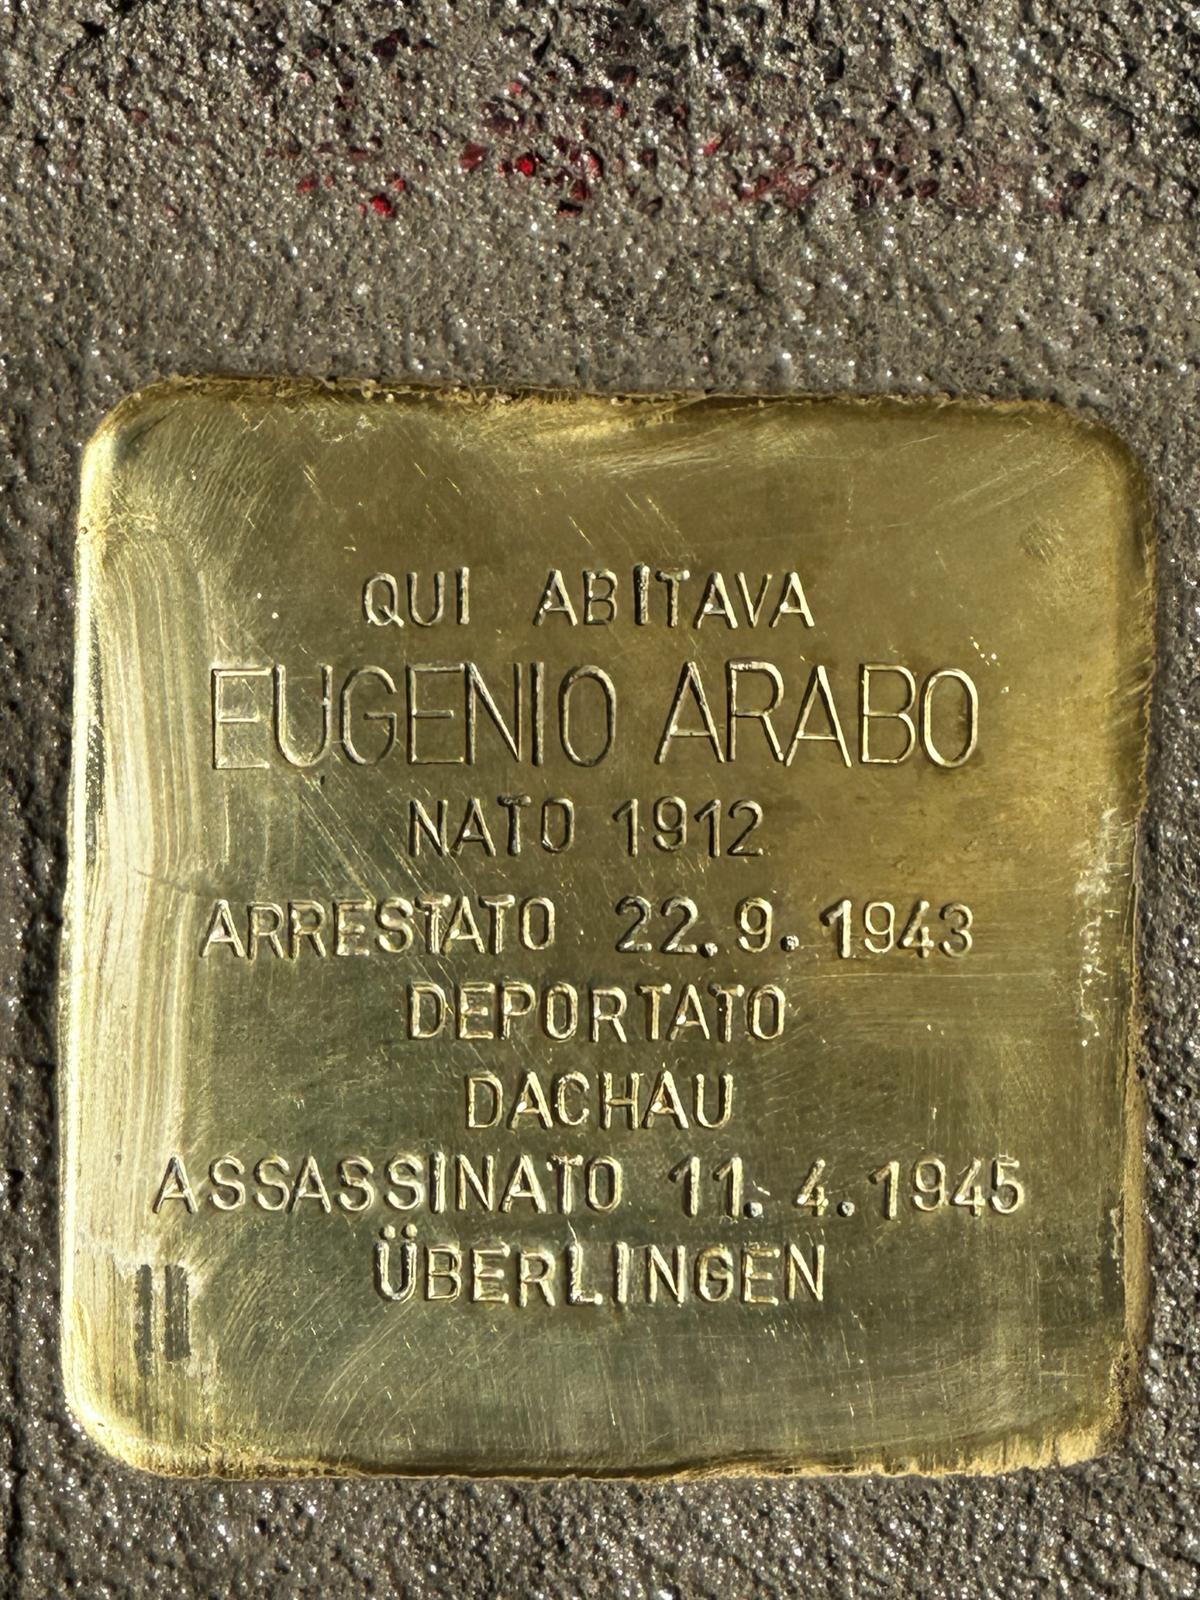 QUI ABITAVA
EUGENIO ARABO
NATO 1912
ARRESTATO 22.9.1943
DEPORTATO
DACHAU
ASSASSINATO 11.4.1945
ÜBERLINGEN